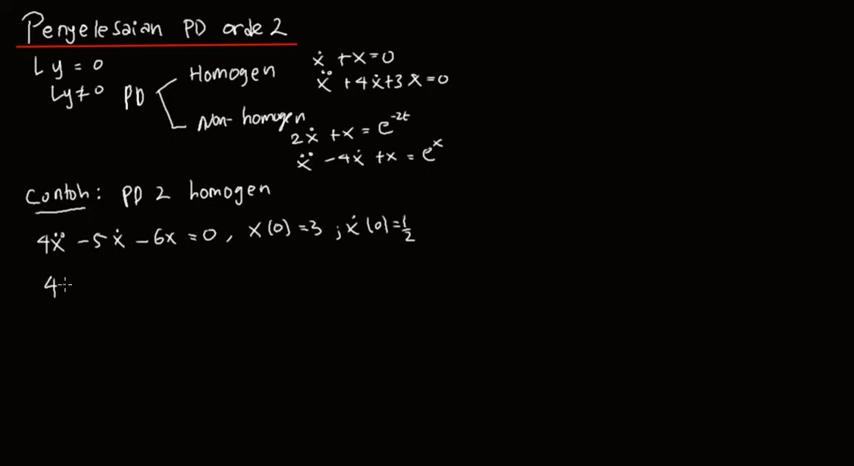 Penyelesaian PD orde 2
Ly = 0
Ly ≠ 0
PD
Homogen
ẋ + x = 0
ẍ + 4ẋ + 3x = 0
Non-homogen
2ẋ + x = e^-2t
ẍ - 4ẋ + x = e^x
Contoh: PD 2 homogen
4ẍ - 5ẋ - 6x = 0, x(0) = 3 ; ẋ(0) = 1/2
4